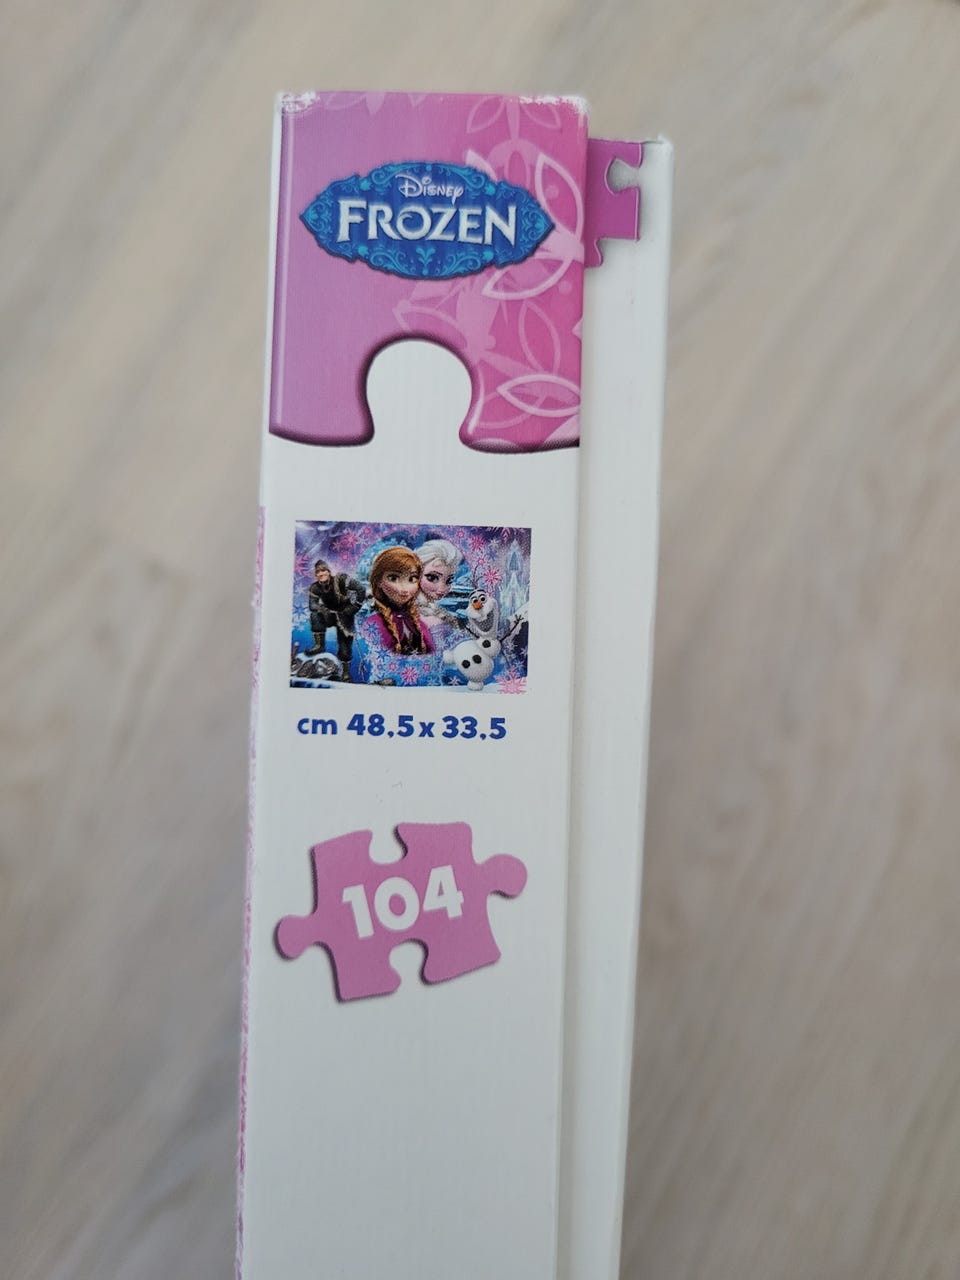 Disney
FROZEN
cm 48,5 x 33,5
104